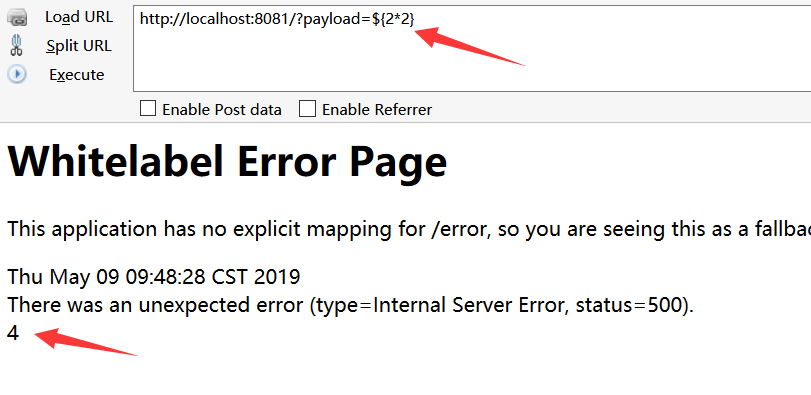 Load URL
http://localhost:8081/?payload=${2*2}
Split URL
Execute
Enable Post data
Enable Referrer
Whitelabel Error Page
This application has no explicit mapping for /error, so you are seeing this as a fallbac
Thu May 09 09:48:28 CST 2019
There was an unexpected error (type=Internal Server Error, status=500).
4